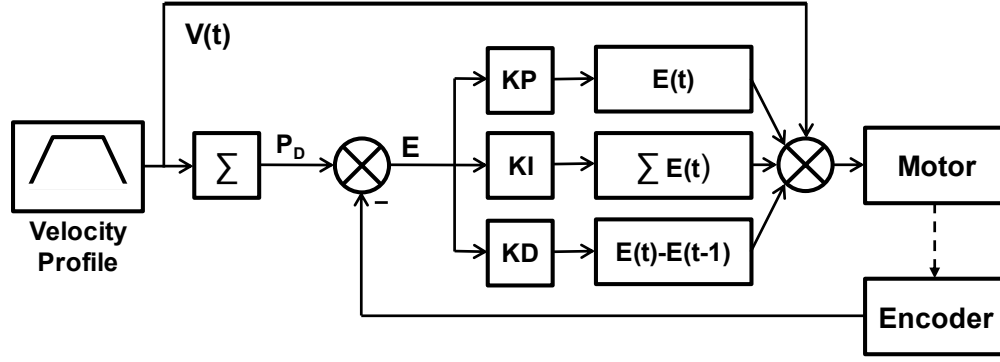 V(t)
KP
E(t)
Σ
P_D
E
KI
∑ E(t)
Motor
Velocity
Profile
–
KD
E(t)-E(t-1)
Encoder